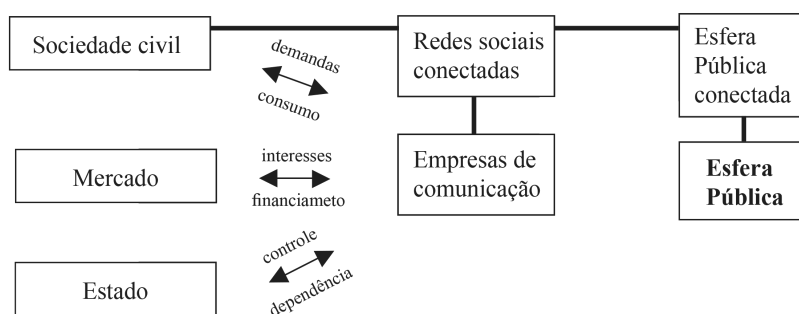 Sociedade civil
demandas
consumo
Redes sociais
conectadas
Esfera
Pública
conectada
Mercado
interesses
financiameto
Empresas de
comunicação
Esfera
Pública
Estado
controle
dependência